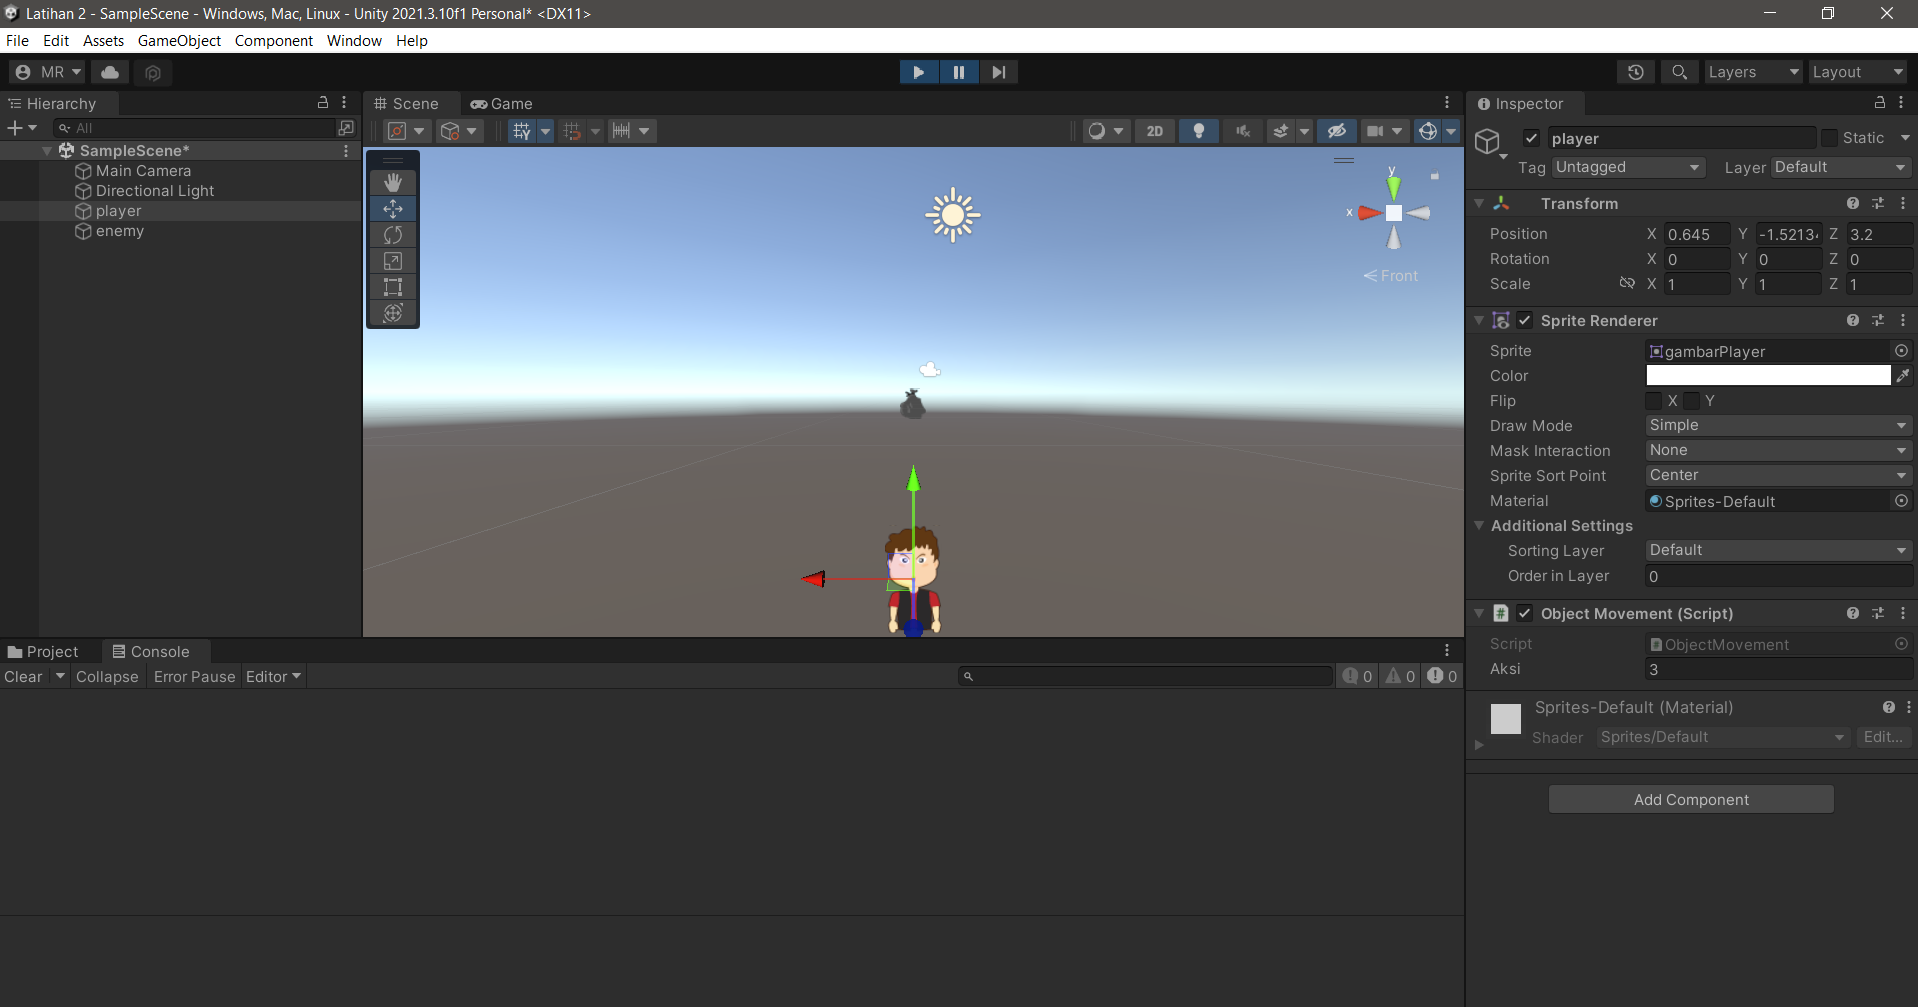 Latihan 2 - SampleScene - Windows, Mac, Linux - Unity 2021.3.10f1 Personal* <DX11>
File Edit Assets GameObject Component Window Help
MR Layers Layout
Hierarchy
All
SampleScene*
Main Camera
Directional Light
player
enemy
Scene Game
2D
y
x
Front
Project Console
Clear Collapse Error Pause Editor 0 0 0
Inspector
player Static
Tag Untagged Layer Default
Transform
Position X 0.645 Y -1.5213 Z 3.2
Rotation X 0 Y 0 Z 0
Scale X 1 Y 1 Z 1
Sprite Renderer
Sprite gambarPlayer
Color
Flip X Y
Draw Mode Simple
Mask Interaction None
Sprite Sort Point Center
Material Sprites-Default
Additional Settings
Sorting Layer Default
Order in Layer 0
# Object Movement (Script)
Script ObjectMovement
Aksi 3
Sprites-Default (Material)
Shader Sprites/Default Edit...
Add Component